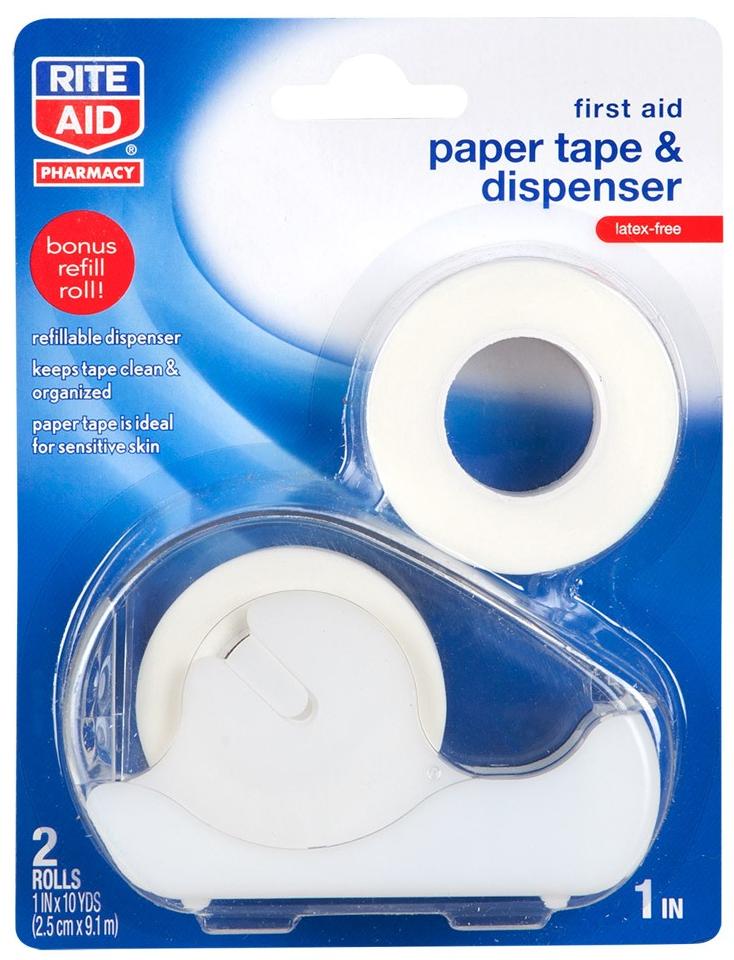 RITE
AID
®
PHARMACY
first aid
paper tape &
dispenser
latex-free
bonus
refill
roll!
refillable dispenser
keeps tape clean &
organized
paper tape is ideal
for sensitive skin
2
ROLLS
1 IN x 10 YDS
(2.5 cm x 9.1 m)
1 IN